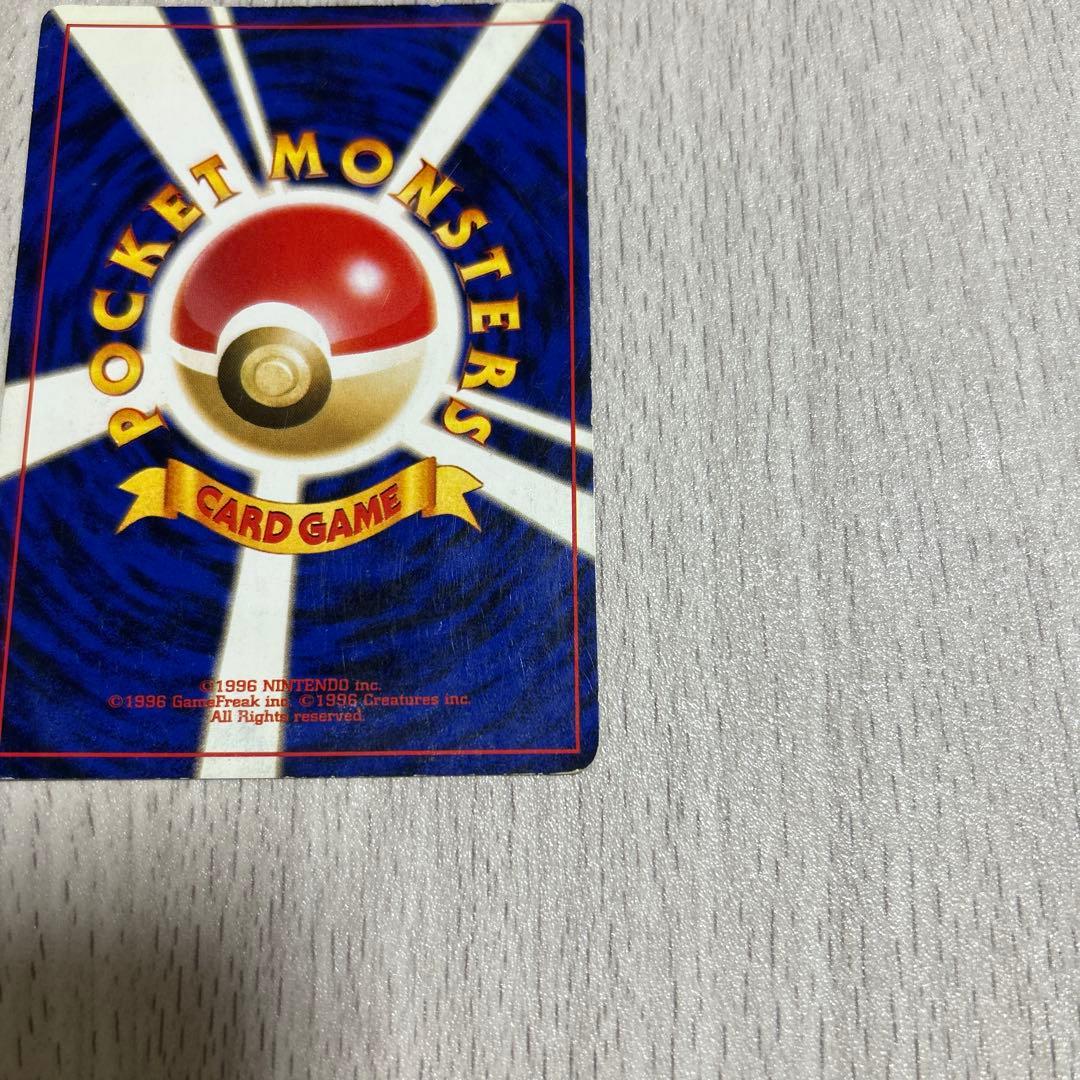 POCKET MONSTERS
CARD GAME
©1996 NINTENDO inc.
©1996 GameFreak inc. ©1996 Creatures inc.
All Rights reserved.